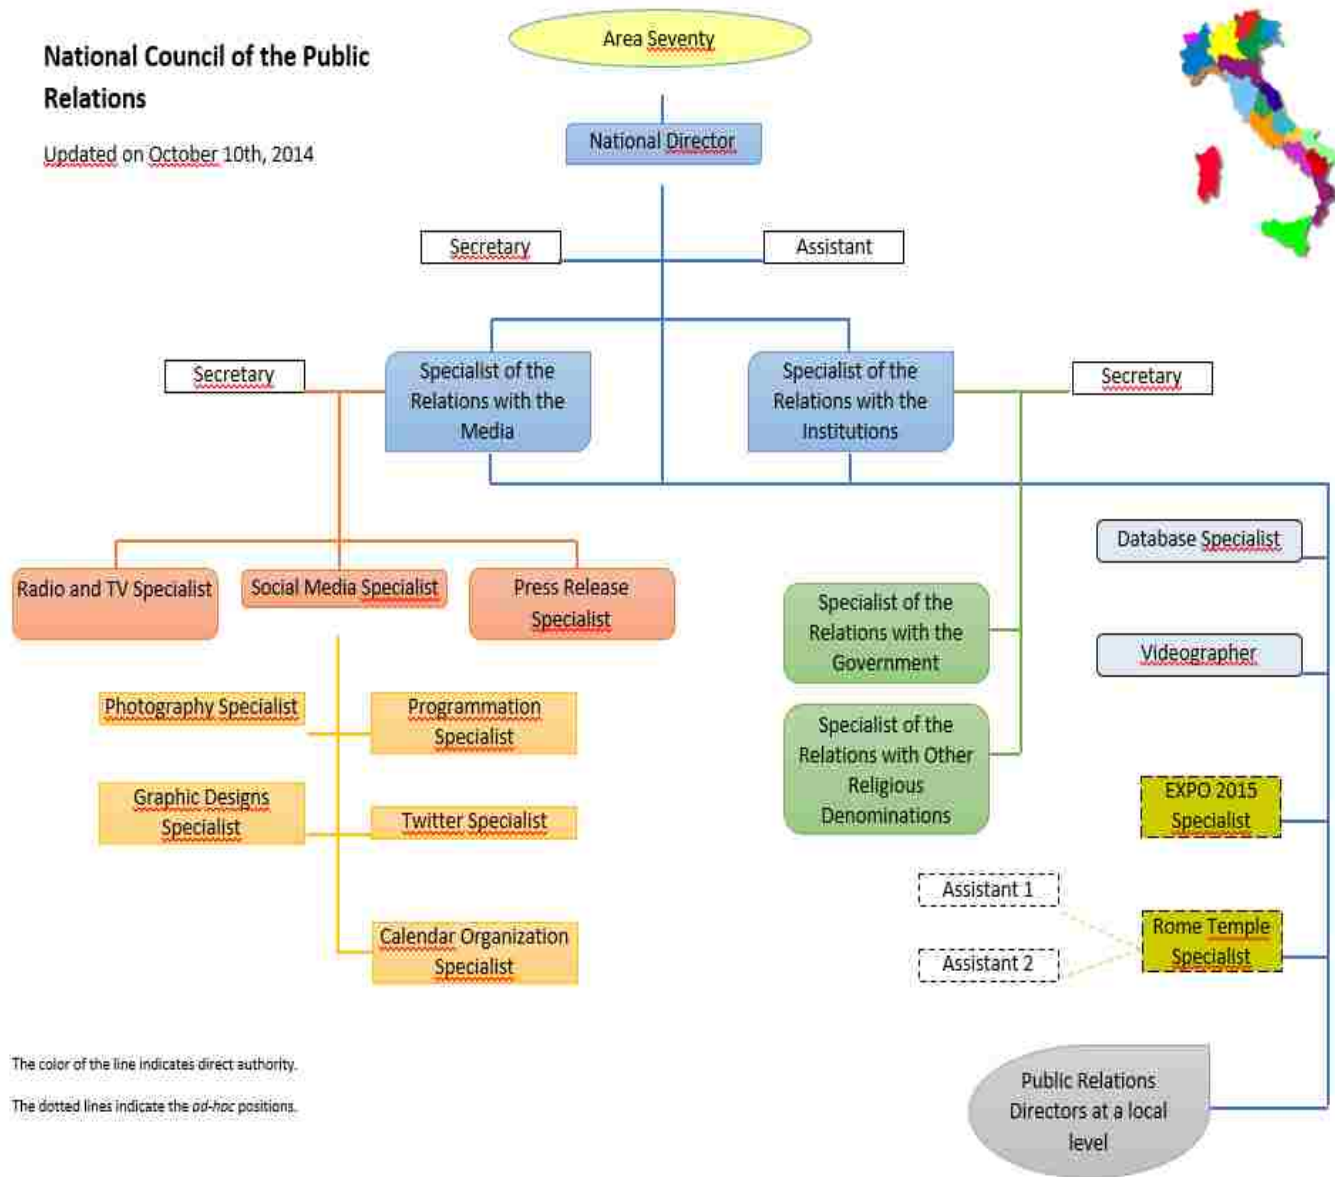 National Council of the Public
Relations
Updated on October 10th, 2014
Area Seventy
National Director
Secretary
Assistant
Secretary
Specialist of the
Relations with the
Media
Specialist of the
Relations with the
Institutions
Secretary
Radio and TV Specialist
Social Media Specialist
Press Release
Specialist
Photography Specialist
Programmation
Specialist
Graphic Designs
Specialist
Twitter Specialist
Calendar Organization
Specialist
Specialist of the
Relations with the
Government
Specialist of the
Relations with Other
Religious
Denominations
Database Specialist
Videographer
EXPO 2015
Specialist
Assistant 1
Assistant 2
Rome Temple
Specialist
Public Relations
Directors at a local
level
The color of the line indicates direct authority.
The dotted lines indicate the ad-hoc positions.